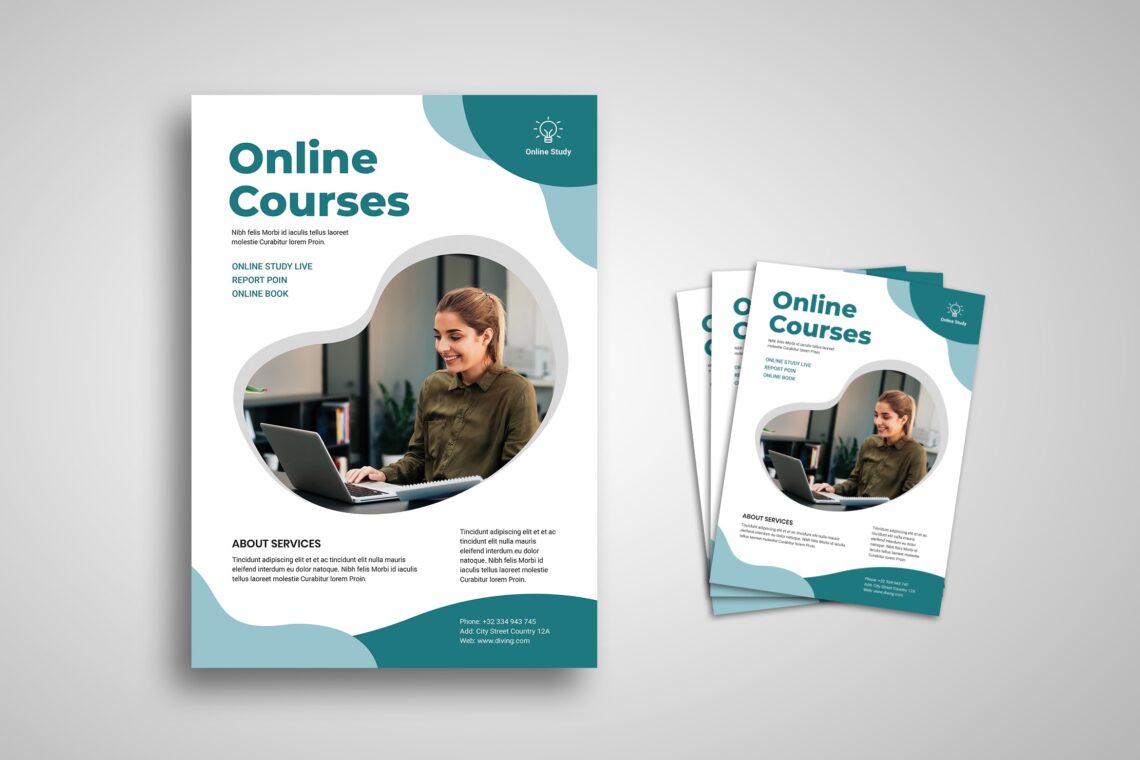 Online Study
Online
Courses
Nibh felis Morbi id iaculis tellus laoreet
molestie Curabitur lorem Proin.
ONLINE STUDY LIVE
REPORT POIN
ONLINE BOOK
ABOUT SERVICES
Tincidunt adipiscing elit et ac tincidunt elit nulla mauris
eleifend interdum eu dolor natoque. Nibh felis Morbi id
iaculis tellus laoreet Curabitur lorem Proin.
Tincidunt adipiscing elit et et ac
tincidunt elit nulla mauris
eleifend interdum eu dolor
natoque. Nibh felis Morbi id
iaculis tellus laoreet molestie
Curabitur lorem Proin.
Phone: +32 334 943 745
Add: City Street Country 12A
Web: www.diving.com
Online Study
Online
Courses
Nibh felis Morbi id iaculis tellus laoreet
molestie Curabitur lorem Proin.
ONLINE STUDY LIVE
REPORT POIN
ONLINE BOOK
ABOUT SERVICES
Tincidunt adipiscing elit et ac tincidunt elit nulla mauris
eleifend interdum eu dolor natoque. Nibh felis Morbi id
iaculis tellus laoreet Curabitur lorem Proin.
Tincidunt adipiscing elit et et ac
tincidunt elit nulla mauris
eleifend interdum eu dolor
natoque. Nibh felis Morbi id
iaculis tellus laoreet molestie
Curabitur lorem Proin.
Phone: +32 334 943 745
Add: City Street Country 12A
Web: www.diving.com